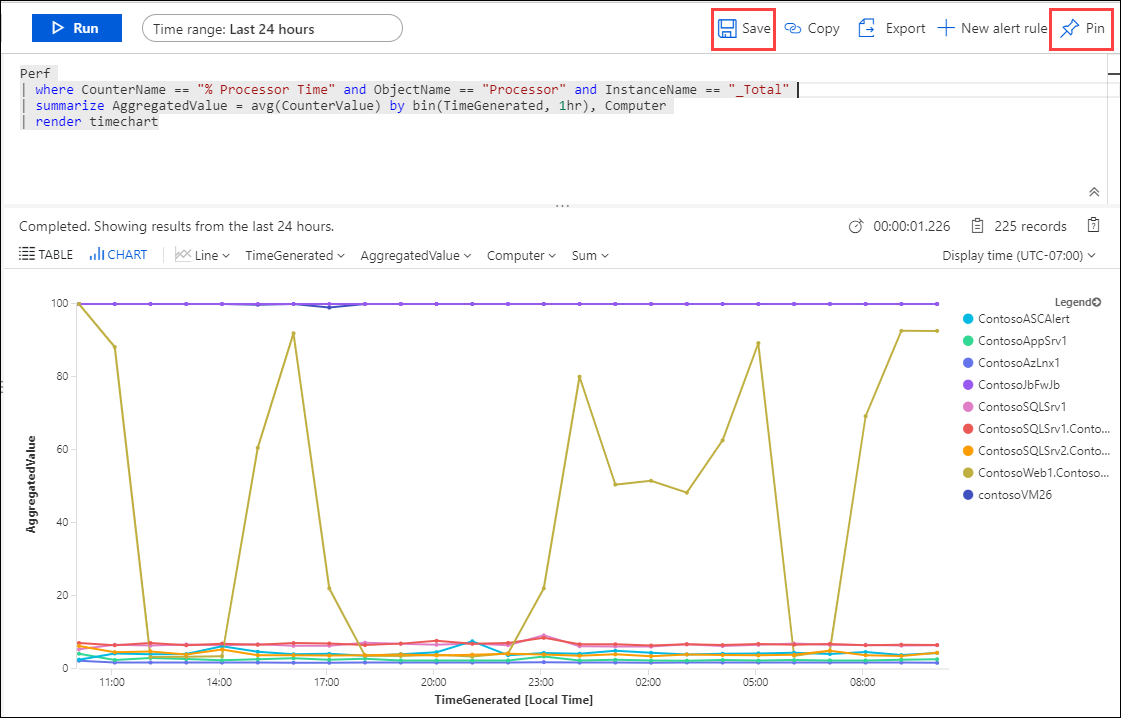 Run
Time range: Last 24 hours
Save
Copy
Export
New alert rule
Pin
Perf
| where CounterName == "% Processor Time" and ObjectName == "Processor" and InstanceName == "_Total"
| summarize AggregatedValue = avg(CounterValue) by bin(TimeGenerated, 1hr), Computer
| render timechart
...
Completed. Showing results from the last 24 hours.
00:00:01.226
225 records
TABLE
CHART
Line
TimeGenerated
AggregatedValue
Computer
Sum
Display time (UTC-07:00)
AggregatedValue
100
80
60
40
20
0
11:00
14:00
17:00
20:00
23:00
02:00
05:00
08:00
TimeGenerated [Local Time]
Legend
ContosoASCAlert
ContosoAppSrv1
ContosoAzLnx1
ContosoJbFwJb
ContosoSQLSrv1
ContosoSQLSrv1.Conto...
ContosoSQLSrv2.Conto...
ContosoWeb1.Contoso...
contosoVM26